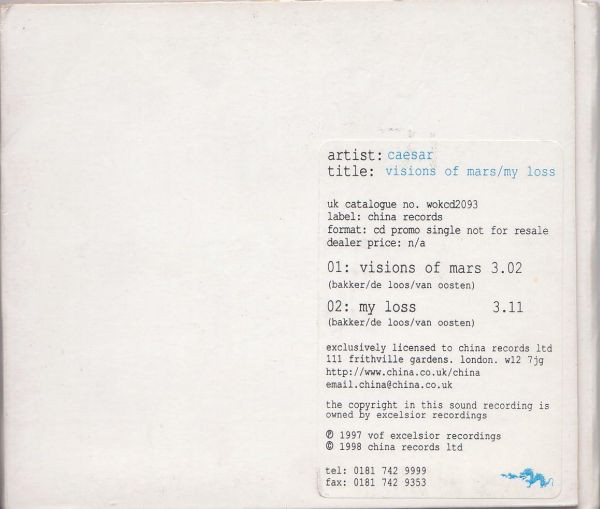 artist: caesar
title: visions of mars/my loss
uk catalogue no. wokcd2093
label: china records
format: cd promo single not for resale
dealer price: n/a
01: visions of mars 3.02
(bakker/de loos/van oosten)
02: my loss 3.11
(bakker/de loos/van oosten)
exclusively licensed to china records ltd
111 frithville gardens. london. w12 7jg
http://www.china.co.uk/china
email.china@china.co.uk
the copyright in this sound recording is
owned by excelsior recordings
℗ 1997 vof excelsior recordings
© 1998 china records ltd
tel: 0181 742 9999
fax: 0181 742 9353